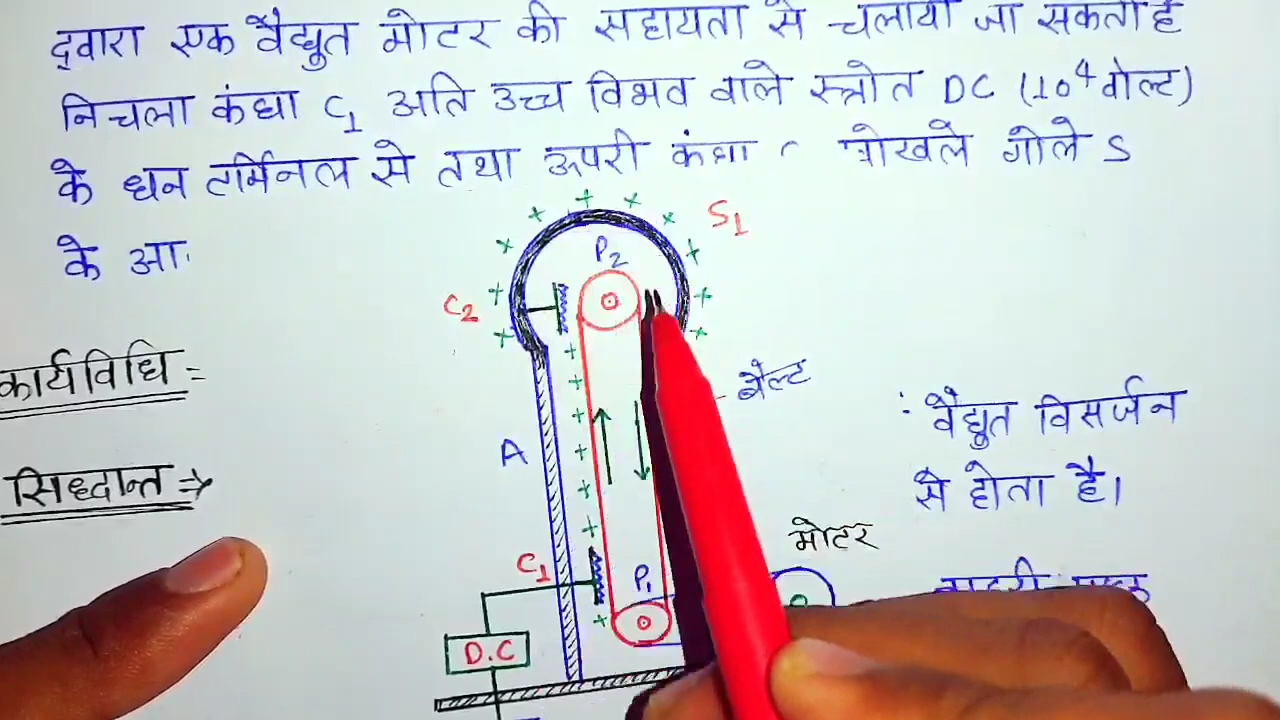 द्वारा एक वैद्युत मोटर की सहायता से चलाया जा सकता है
निचला कंघा C₁ अति उच्च विभव वाले स्त्रोत DC (10⁴ वोल्ट)
के धन टर्मिनल से तथा ऊपरी कंघा खोखले गोले S
के
S₁
P₂
C₂
कार्यविधि =
बैल्ट
: वैद्युत विसर्जन
A
सिध्दान्त ⇒
से होता है।
मोटर
C₁
P₁
D.C